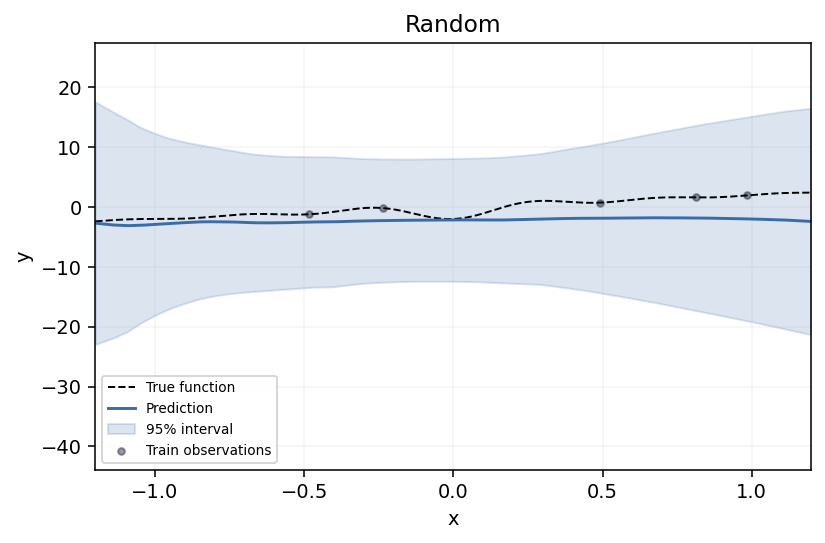 Random
20
10
0
−10
−20
−30
−40
y
True function
Prediction
95% interval
Train observations
−1.0
−0.5
0.0
0.5
1.0
x